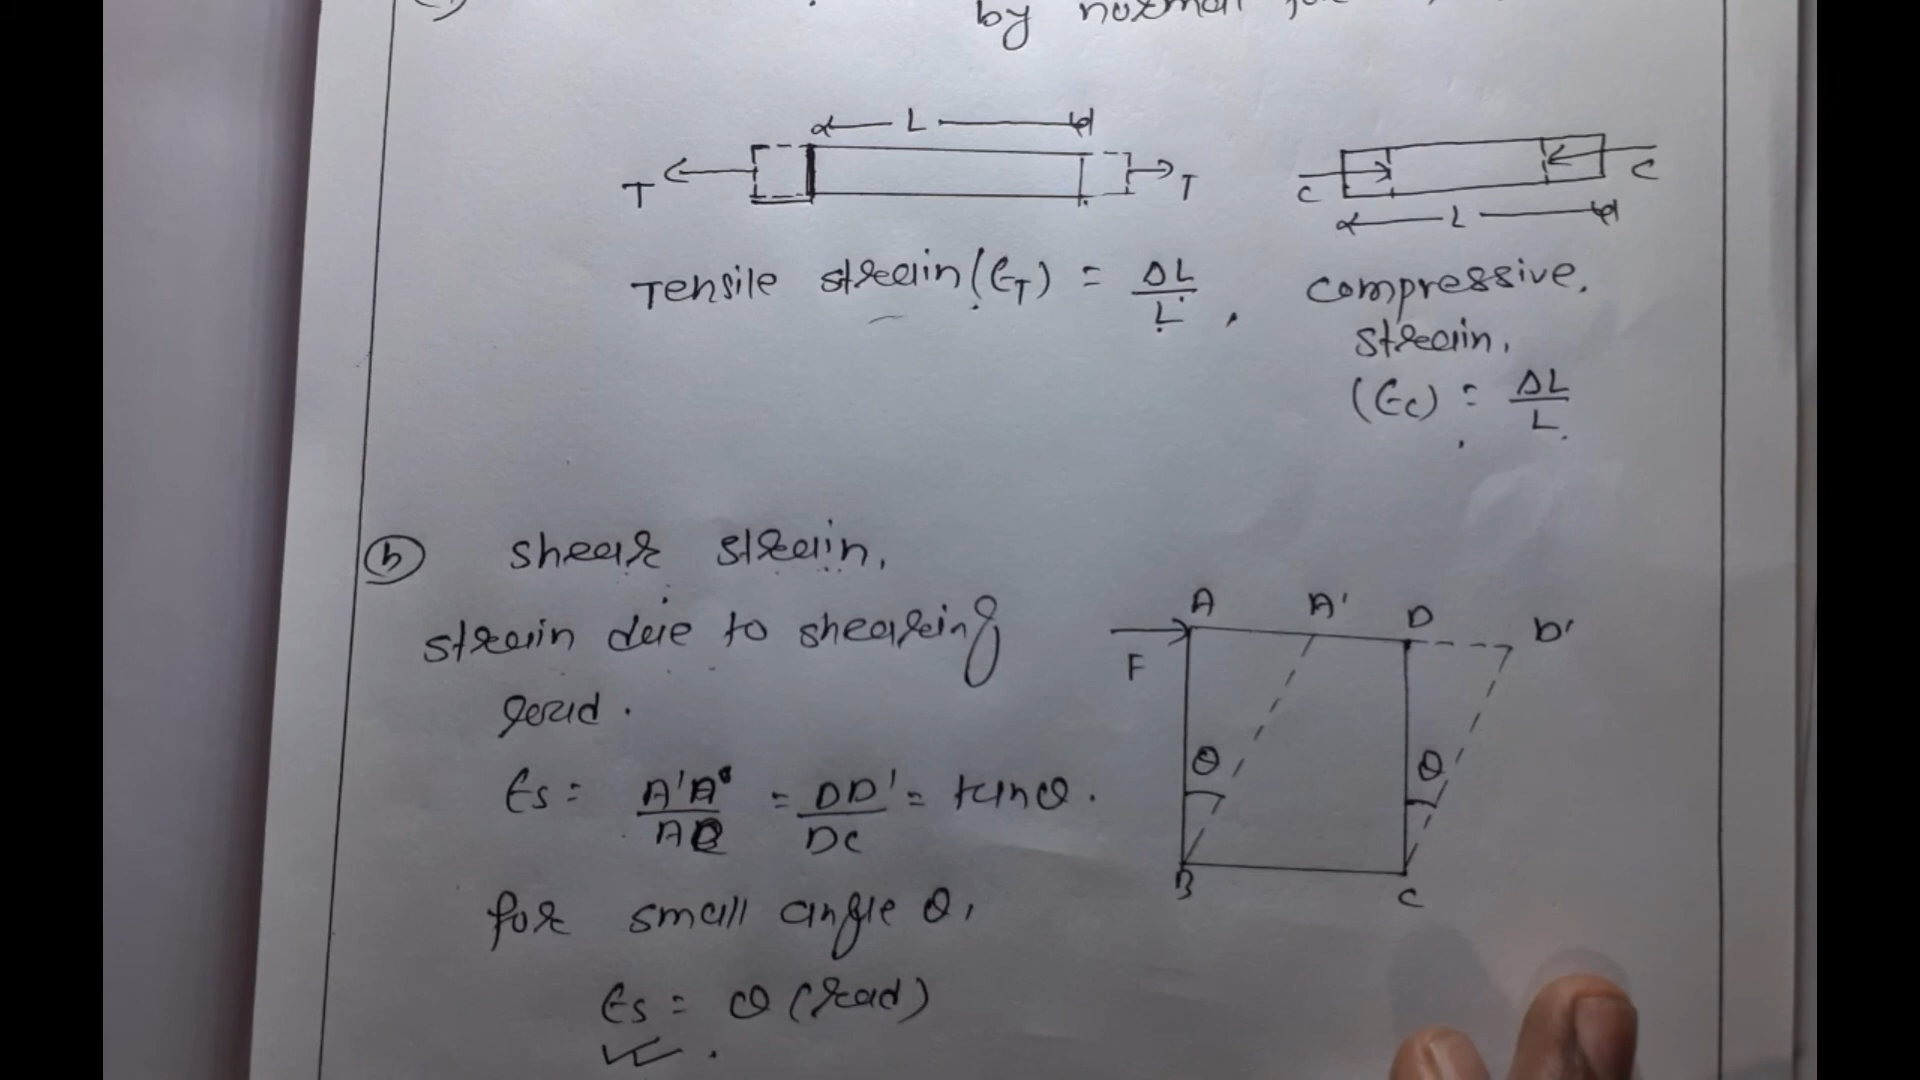 by normal
L
T T
C C
L
Tensile strain (ϵT) = ΔL/L , compressive.
strain,
(ϵc) = ΔL/L
(b) shear strain,
strain due to shearing
load.
ϵs = A'A/AB = DD'/DC = tanθ.
for small angle θ,
ϵs = θ (rad)
A A' D D'
F
θ θ
B C